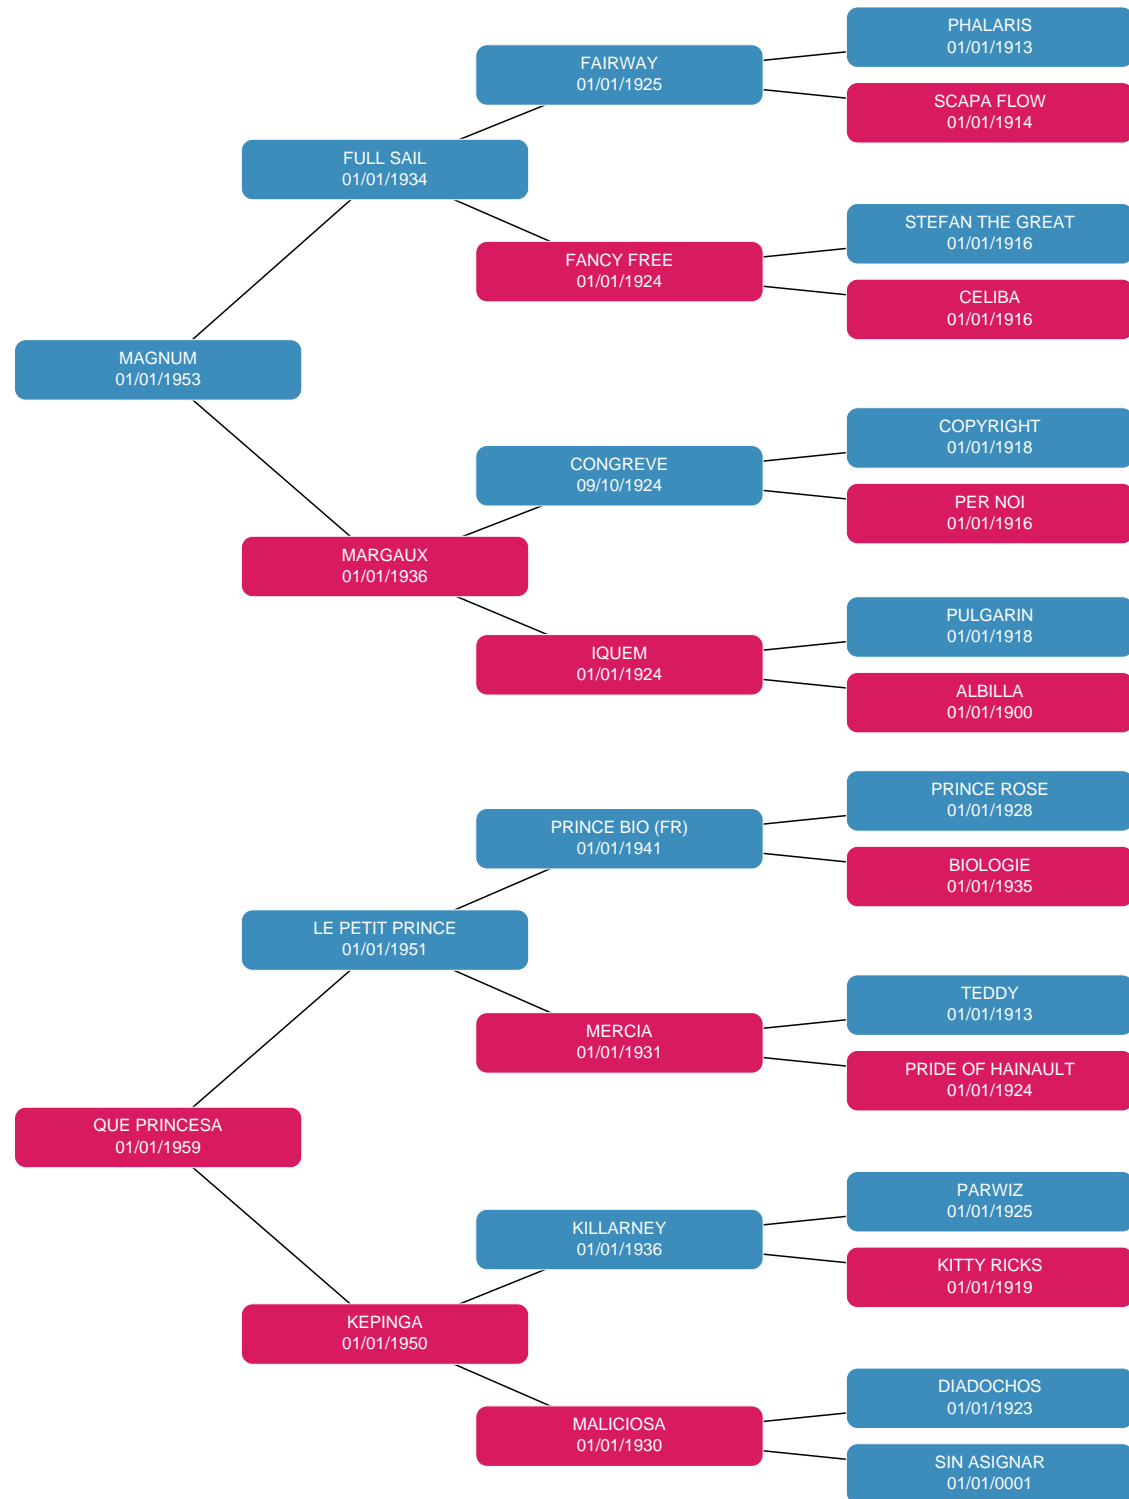 PHALARIS
01/01/1913
FAIRWAY
01/01/1925
SCAPA FLOW
01/01/1914
FULL SAIL
01/01/1934
STEFAN THE GREAT
01/01/1916
FANCY FREE
01/01/1924
CELIBA
01/01/1916
MAGNUM
01/01/1953
COPYRIGHT
01/01/1918
CONGREVE
09/10/1924
PER NOI
01/01/1916
MARGAUX
01/01/1936
PULGARIN
01/01/1918
IQUEM
01/01/1924
ALBILLA
01/01/1900
PRINCE ROSE
01/01/1928
PRINCE BIO (FR)
01/01/1941
BIOLOGIE
01/01/1935
LE PETIT PRINCE
01/01/1951
TEDDY
01/01/1913
MERCIA
01/01/1931
PRIDE OF HAINAULT
01/01/1924
QUE PRINCESA
01/01/1959
PARWIZ
01/01/1925
KILLARNEY
01/01/1936
KITTY RICKS
01/01/1919
KEPINGA
01/01/1950
DIADOCHOS
01/01/1923
MALICIOSA
01/01/1930
SIN ASIGNAR
01/01/0001